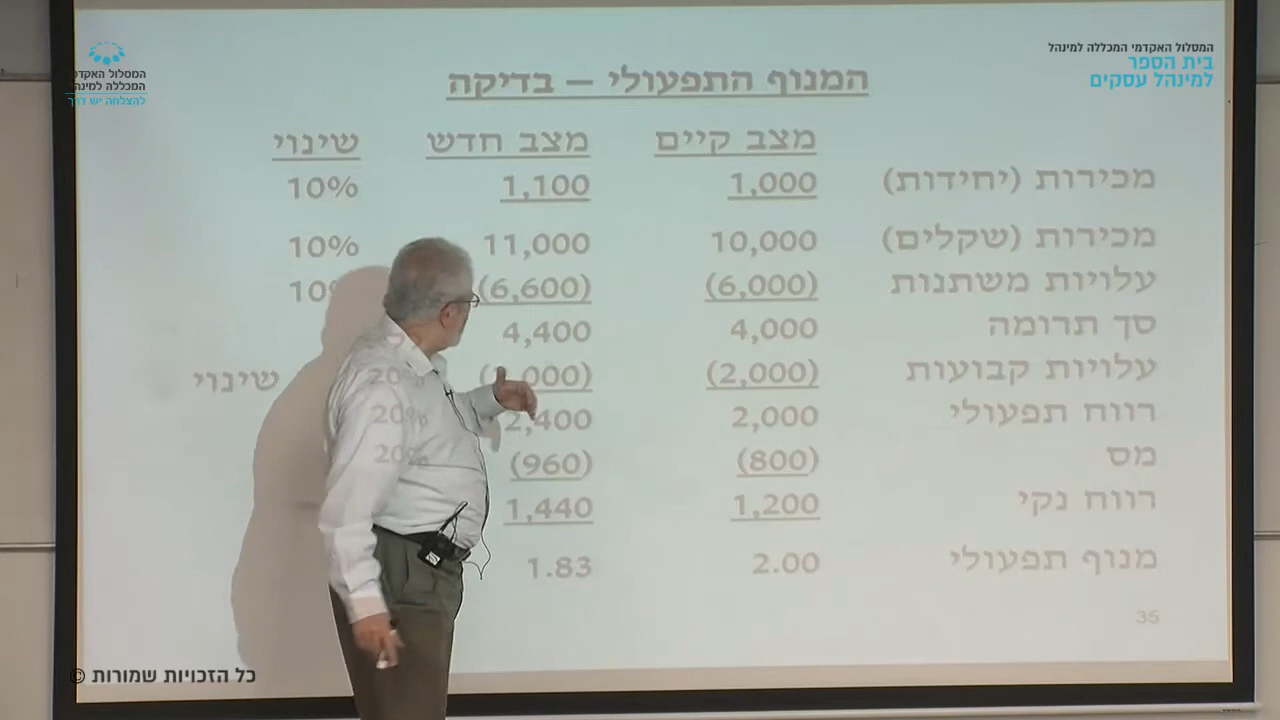 המסלול האקדמי המכללה למינהל
בית הספר
למינהל עסקים
המסלול האקדמי
המכללה למינהל
להצלחה יש דרך
המנוף התפעולי – בדיקה
מצב קיים מצב חדש שינוי
מכירות (יחידות) 1,000 1,100 10%
מכירות (שקלים) 10,000 11,000 10%
עלויות משתנות (6,000) (6,600)
סך תרומה 4,000 4,400
עלויות קבועות (2,000) שינוי
רווח תפעולי 2,000 2,400 20%
מס (800) (960) 20%
רווח נקי 1,200 1,440
מנוף תפעולי 2.00 1.83
35
כל הזכויות שמורות ©